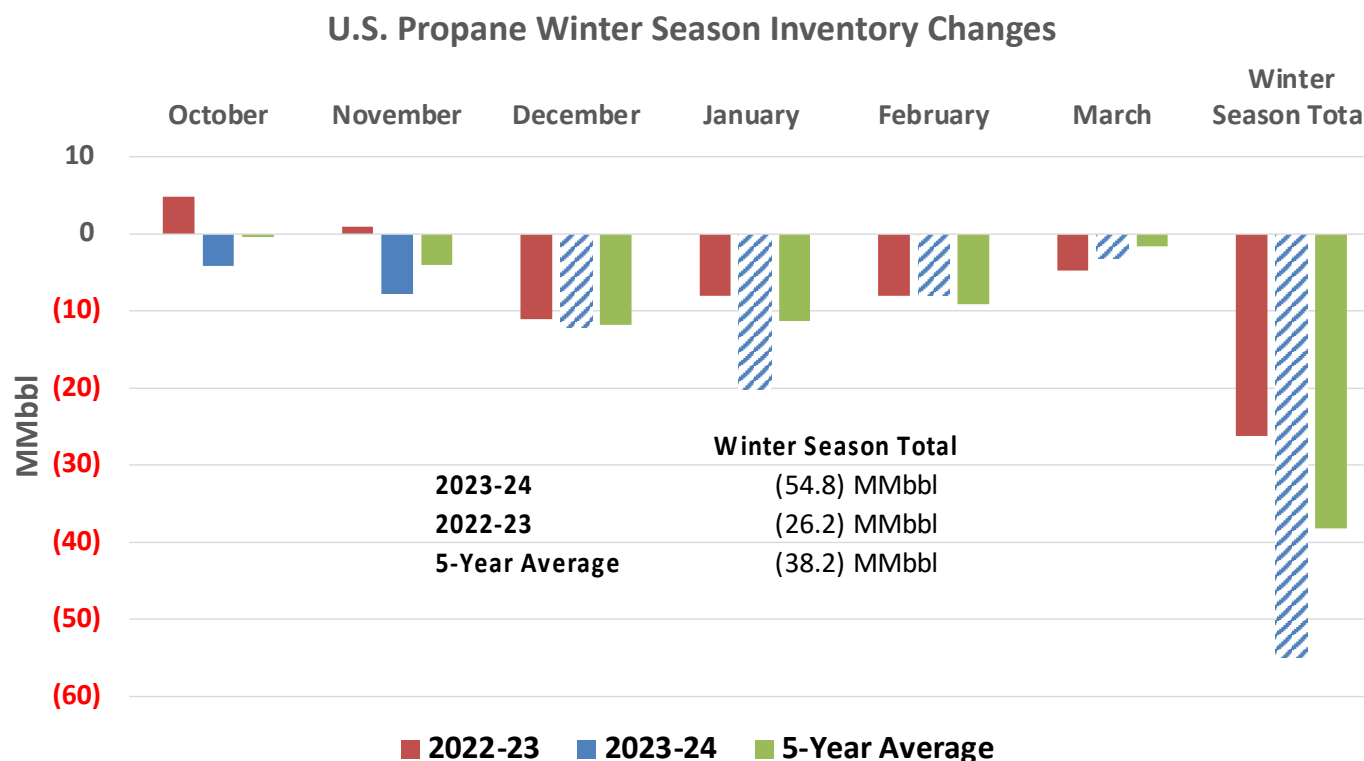 U.S. Propane Winter Season Inventory Changes
October November December January February March Winter Season Tota
10
0
(10)
(20)
(30)
(40)
(50)
(60)
MMbbl
Winter Season Total
2023-24 (54.8) MMbbl
2022-23 (26.2) MMbbl
5-Year Average (38.2) MMbbl
2022-23 2023-24 5-Year Average